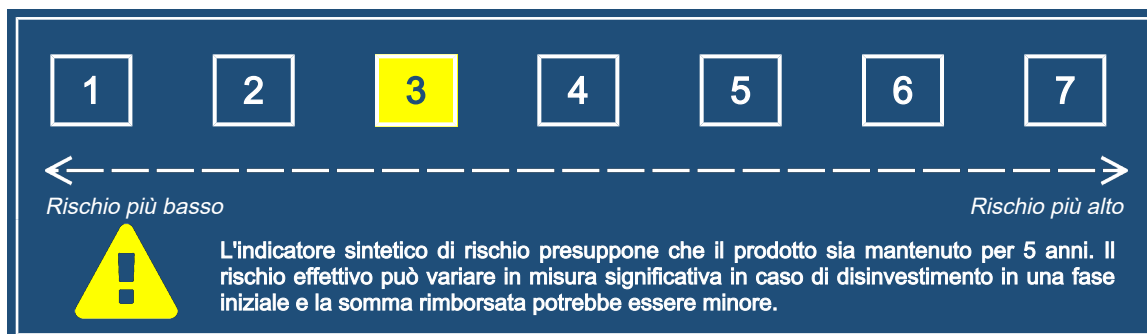 1 2 3 4 5 6 7
Rischio più basso Rischio più alto
L'indicatore sintetico di rischio presuppone che il prodotto sia mantenuto per 5 anni. Il
rischio effettivo può variare in misura significativa in caso di disinvestimento in una fase
iniziale e la somma rimborsata potrebbe essere minore.